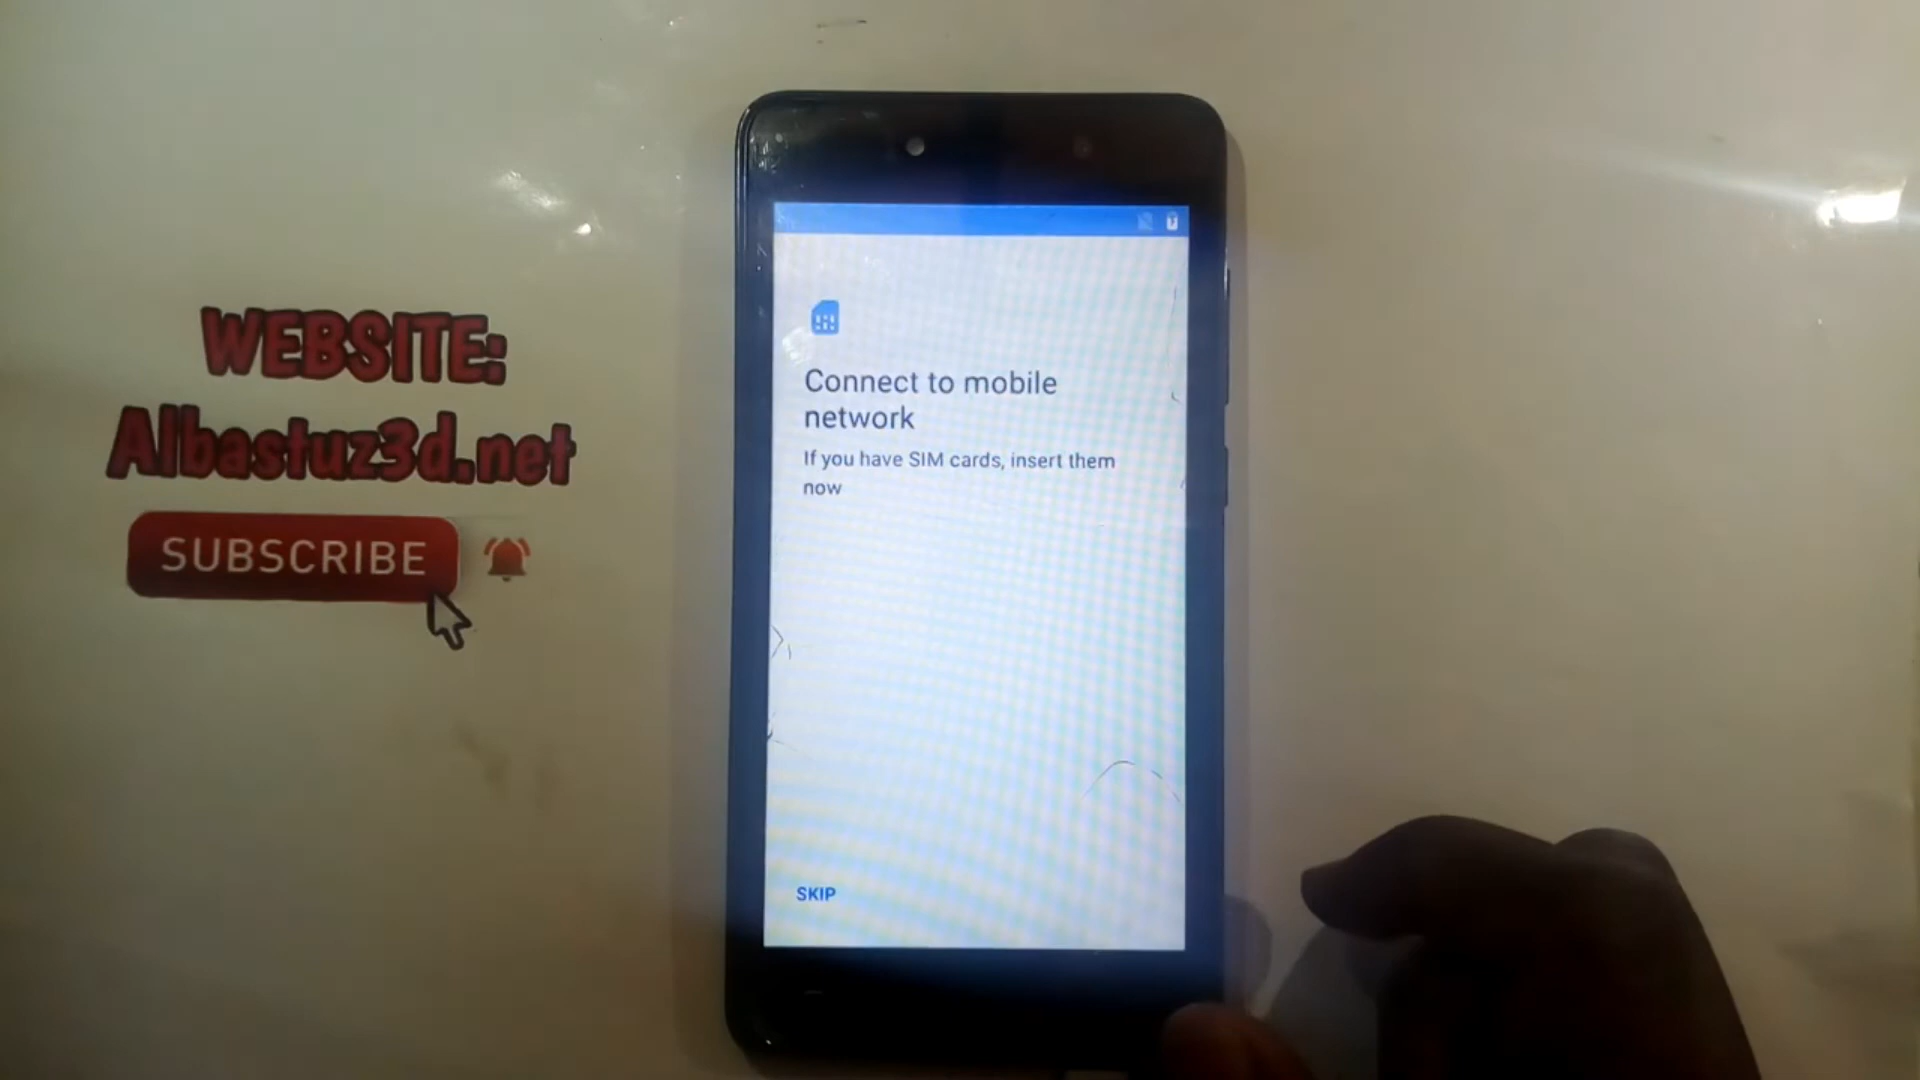 WEBSITE:
Albastuz3d.net
SUBSCRIBE
Connect to mobile
network
If you have SIM cards, insert them
now
SKIP